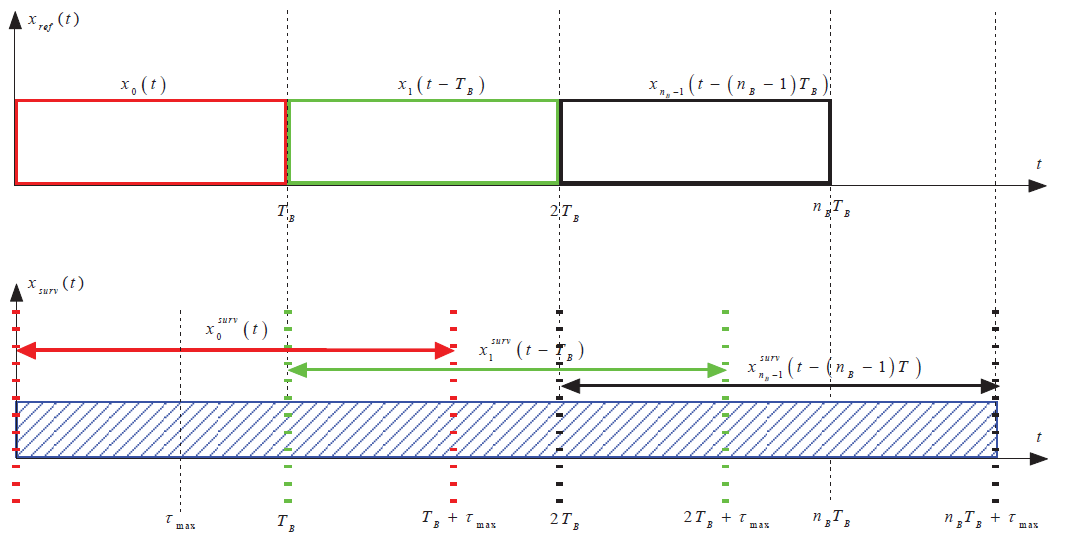 x_ref (t)
x_0 (t)
x_1 (t − T_B)
x_{n_B−1} (t − (n_B − 1)T_B)
t
T_B
2T_B
n_B T_B
x_surv (t)
x_0^surv (t)
x_1^surv (t − T_B)
x_{n_B−1}^surv (t − (n_B − 1)T)
t
τ_max
T_B
T_B + τ_max
2T_B
2T_B + τ_max
n_B T_B
n_B T_B + τ_max